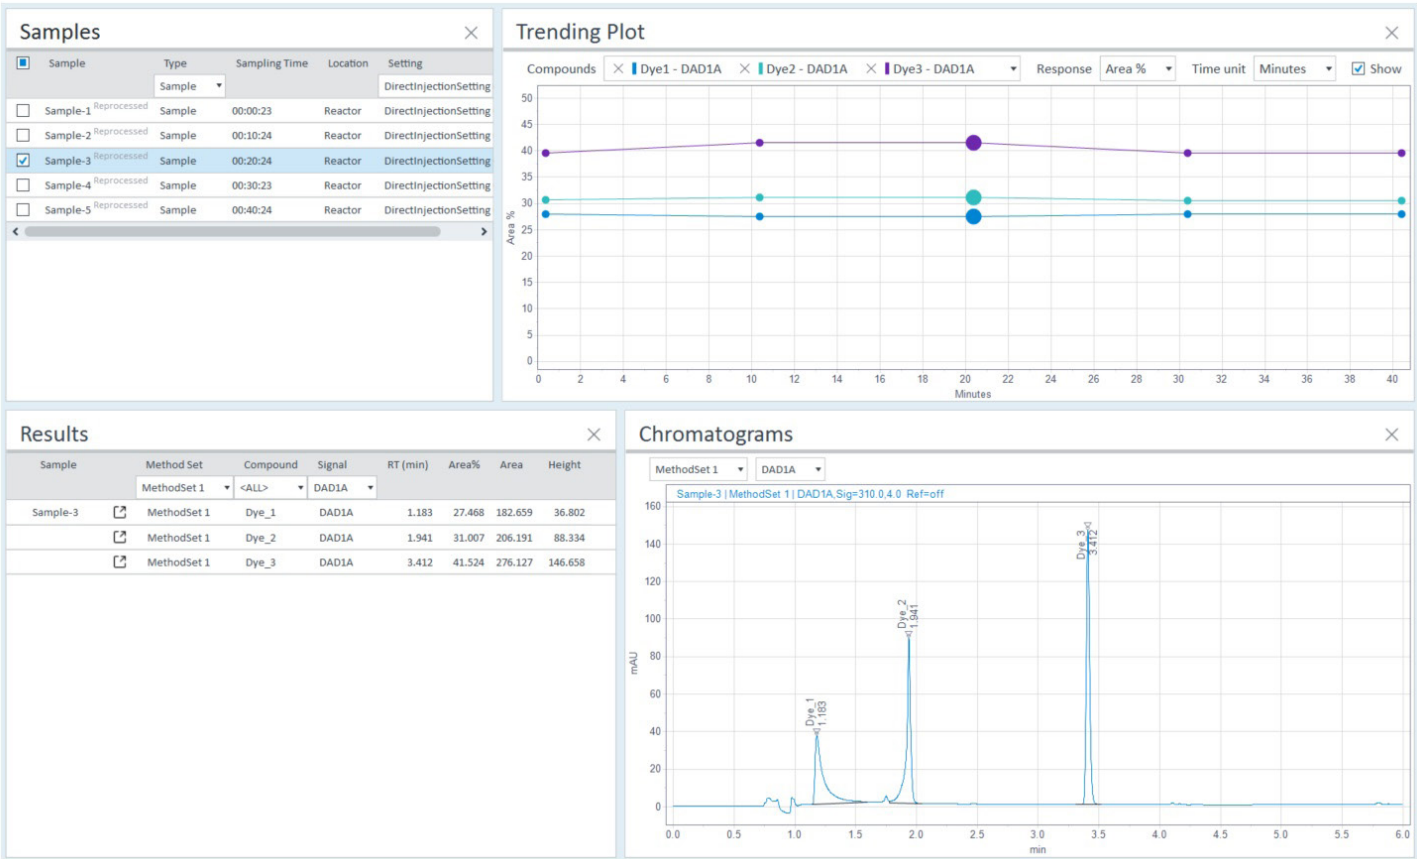 Samples
Sample Type Sampling Time Location Setting
Sample DirectInjectionSetting
Sample-1 Reprocessed Sample 00:00:23 Reactor DirectInjectionSetting
Sample-2 Reprocessed Sample 00:10:24 Reactor DirectInjectionSetting
Sample-3 Reprocessed Sample 00:20:24 Reactor DirectInjectionSetting
Sample-4 Reprocessed Sample 00:30:23 Reactor DirectInjectionSetting
Sample-5 Reprocessed Sample 00:40:24 Reactor DirectInjectionSetting
Trending Plot
Compounds Dye1 - DAD1A Dye2 - DAD1A Dye3 - DAD1A Response Area % Time unit Minutes Show
50
45
40
35
30
25
20
15
10
5
0
Area %
0 2 4 6 8 10 12 14 16 18 20 22 24 26 28 30 32 34 36 38 40
Minutes
Results
Sample Method Set Compound Signal RT (min) Area% Area Height
MethodSet 1 <ALL> DAD1A
Sample-3 MethodSet 1 Dye_1 DAD1A 1.183 27.468 182.659 36.802
MethodSet 1 Dye_2 DAD1A 1.941 31.007 206.191 88.334
MethodSet 1 Dye_3 DAD1A 3.412 41.524 276.127 146.658
Chromatograms
MethodSet 1 DAD1A
Sample-3 | MethodSet 1 | DAD1A,Sig=310.0,4.0 Ref=off
160
140
120
100
80
60
40
20
0
mAU
Dye_1
1.183
Dye_2
1.941
Dye_3
3.412
0.0 0.5 1.0 1.5 2.0 2.5 3.0 3.5 4.0 4.5 5.0 5.5 6.0
min